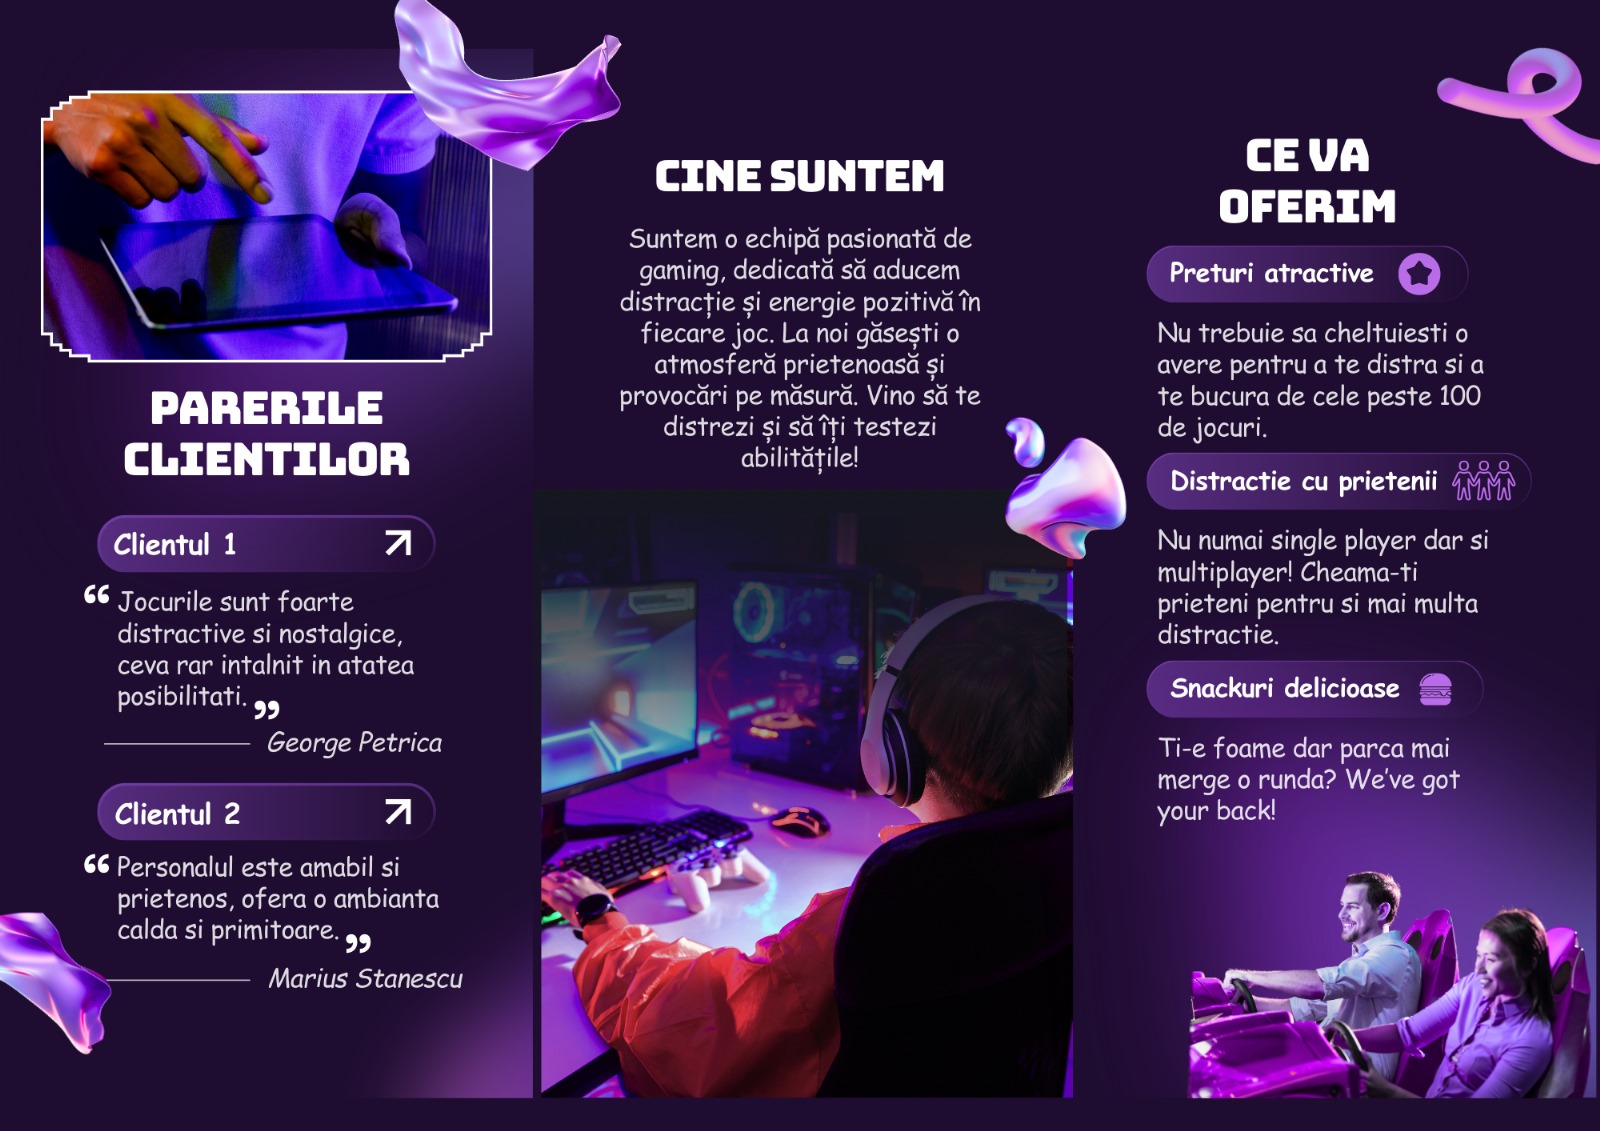 PARERILE
CLIENTILOR
Clientul 1
“ Jocurile sunt foarte
distractive si nostalgice,
ceva rar intalnit in atatea
posibilitati. ”
George Petrica
Clientul 2
“ Personalul este amabil si
prietenos, ofera o ambianta
calda si primitoare. ”
Marius Stanescu
CINE SUNTEM
Suntem o echipă pasionată de
gaming, dedicată să aducem
distracție și energie pozitivă în
fiecare joc. La noi găsești o
atmosferă prietenoasă și
provocări pe măsură. Vino să te
distrezi și să îți testezi
abilitățile!
CE VA
OFERIM
Preturi atractive
Nu trebuie sa cheltuiesti o
avere pentru a te distra si a
te bucura de cele peste 100
de jocuri.
Distractie cu prietenii
Nu numai single player dar si
multiplayer! Cheama-ti
prieteni pentru si mai multa
distractie.
Snackuri delicioase
Ti-e foame dar parca mai
merge o runda? We've got
your back!